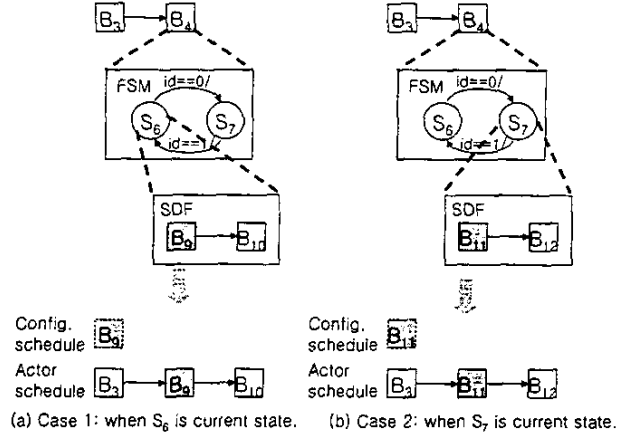 B3 B4 B3 B4
FSM id==0/ FSM id==0/
S6 S7 S6 S7
id==1/ id==1/
SDF SDF
B9 B10 B11 B12
Config. schedule B9 Config. schedule B11
Actor schedule B3 B9 B10 Actor schedule B3 B11 B12
(a) Case 1: when S6 is current state. (b) Case 2: when S7 is current state.